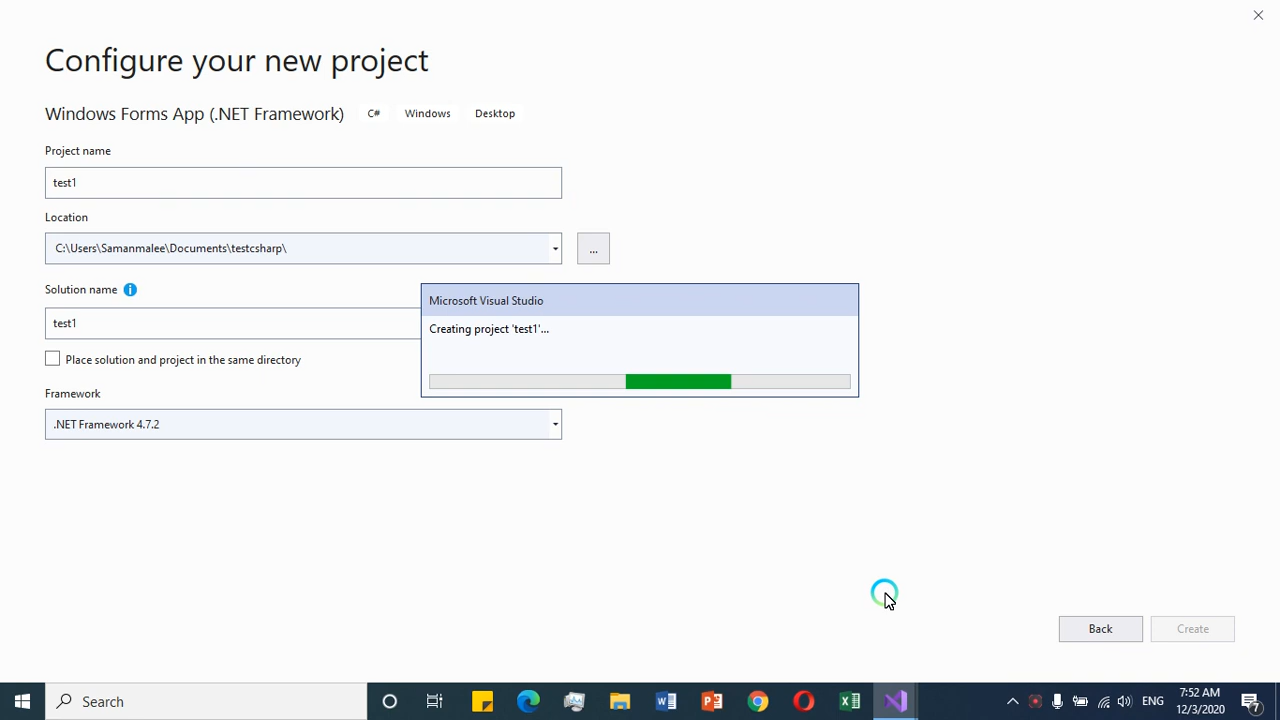 Configure your new project
Windows Forms App (.NET Framework) C# Windows Desktop
Project name
test1
Location
C:\Users\Samanmalee\Documents\testcsharp\
...
Solution name
test1
Place solution and project in the same directory
Framework
.NET Framework 4.7.2
Microsoft Visual Studio
Creating project 'test1'...
Back Create
Search
ENG
7:52 AM
12/3/2020
7